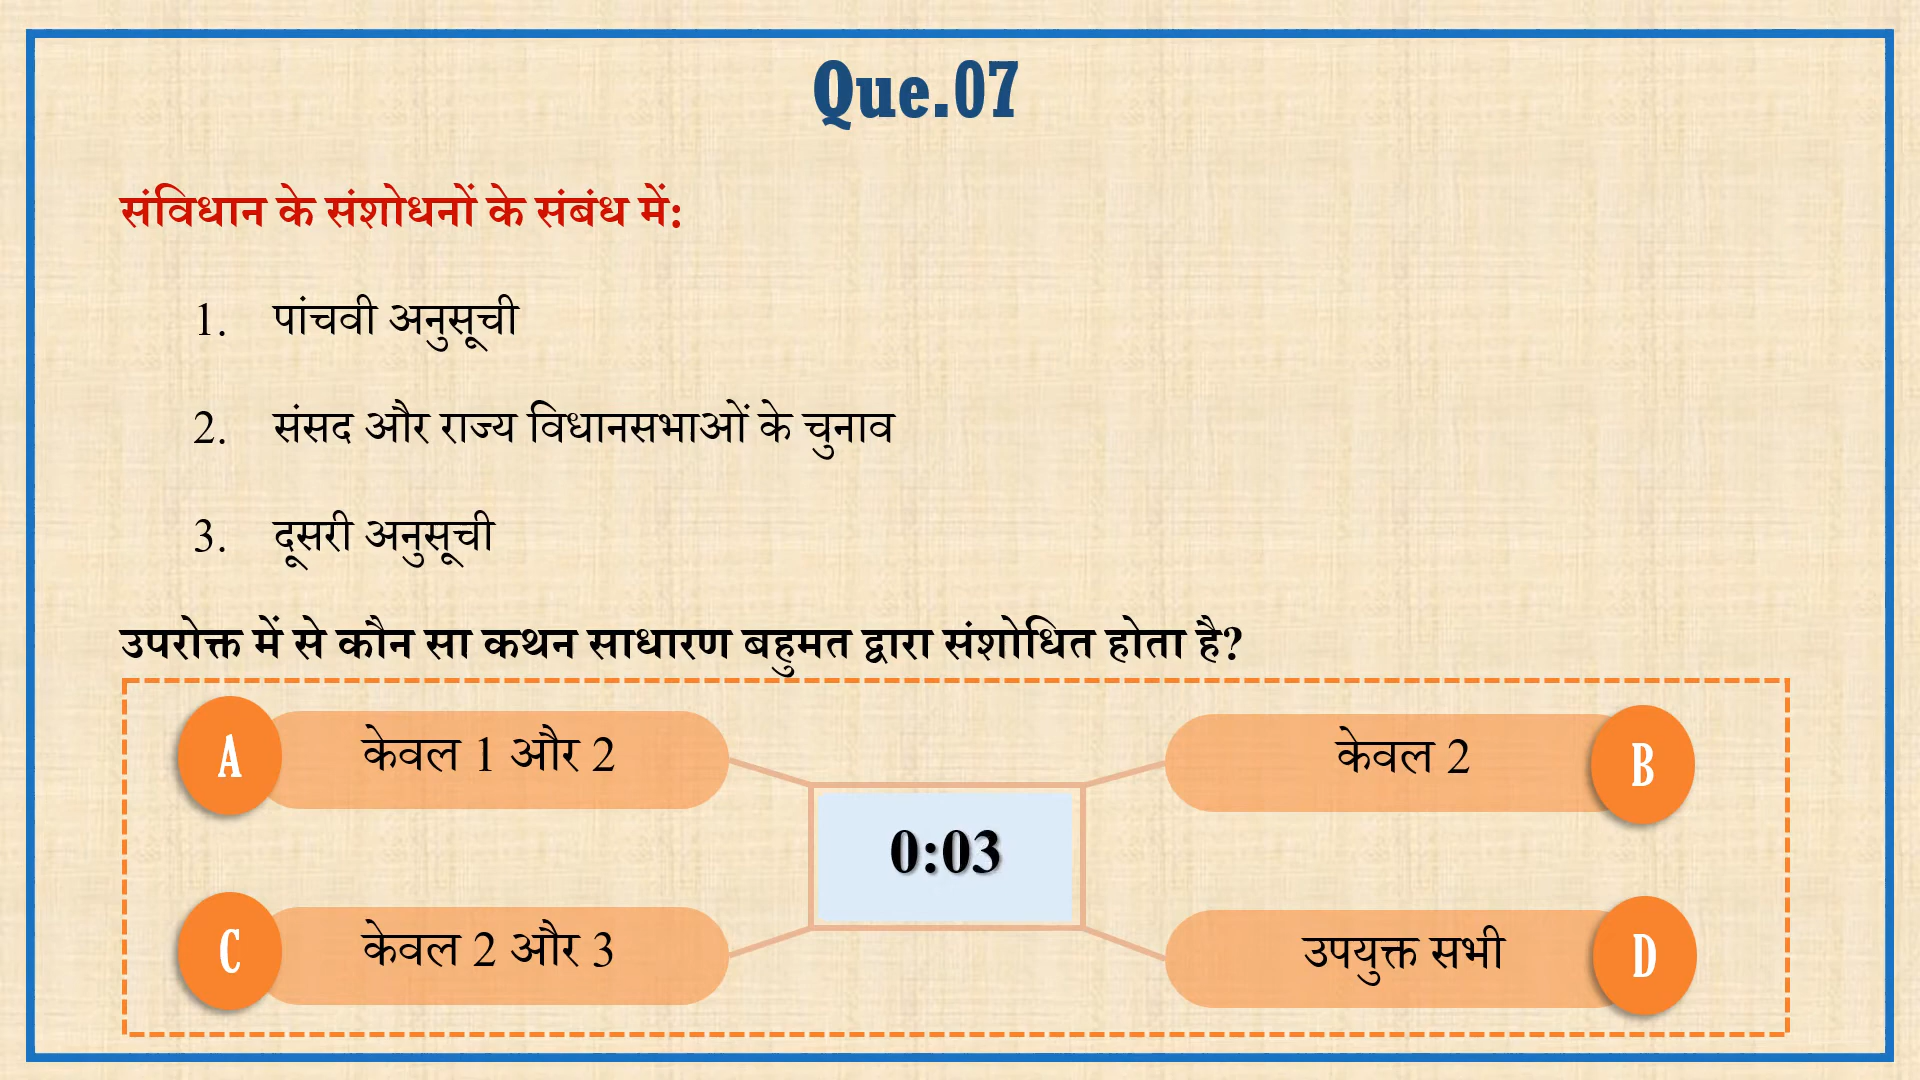 Que.07
संविधान के संशोधनों के संबंध में:
1. पांचवी अनुसूची
2. संसद और राज्य विधानसभाओं के चुनाव
3. दूसरी अनुसूची
उपरोक्त में से कौन सा कथन साधारण बहुमत द्वारा संशोधित होता है?
A केवल 1 और 2
केवल 2 B
0:03
C केवल 2 और 3
उपयुक्त सभी D